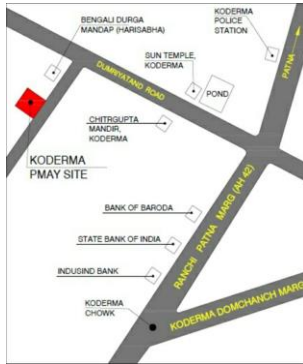 BENGALI DURGA
MANDAP (HARISABHA)
KODERMA
POLICE
STATION
SUN TEMPLE,
KODERMA
PATNA
DUMRIYATAND ROAD
POND
CHITRGUPTA
MANDIR,
KODERMA
KODERMA
PMAY SITE
BANK OF BARODA
RANCHI PATNA MARG (AH 42)
STATE BANK OF INDIA
INDUSIND BANK
KODERMA
CHOWK
KODERMA DOMCHANCH MARG